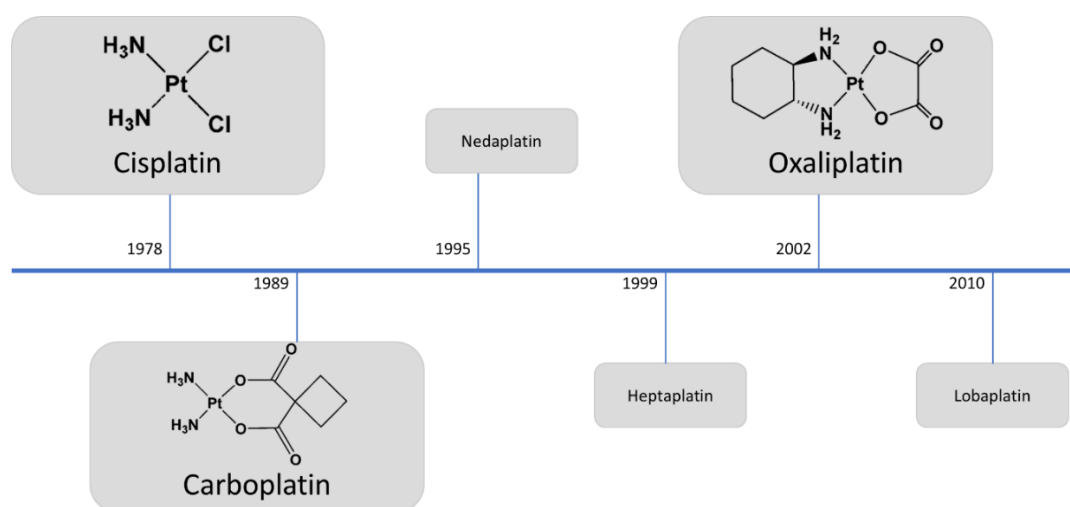 H₃N
Cl
Pt
H₃N
Cl
Cisplatin
1978
H₃N
O
O
Pt
H₃N
O
O
Carboplatin
1989
Nedaplatin
1995
Heptaplatin
1999
H₂
N
O
O
Pt
N
H₂
O
O
Oxaliplatin
2002
Lobaplatin
2010